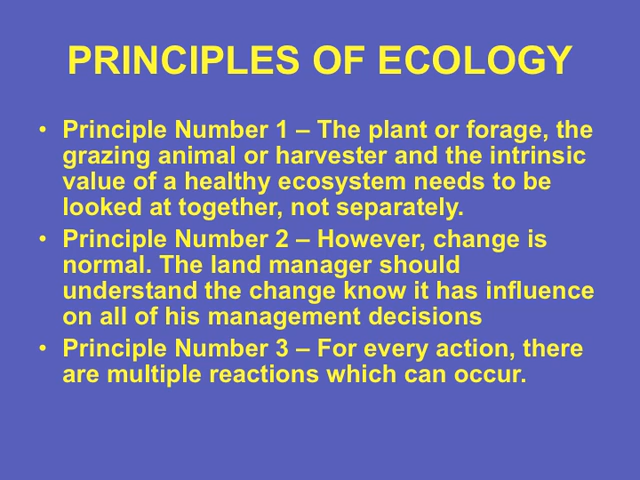 PRINCIPLES OF ECOLOGY
• Principle Number 1 – The plant or forage, the
grazing animal or harvester and the intrinsic
value of a healthy ecosystem needs to be
looked at together, not separately.
• Principle Number 2 – However, change is
normal. The land manager should
understand the change know it has influence
on all of his management decisions
• Principle Number 3 – For every action, there
are multiple reactions which can occur.